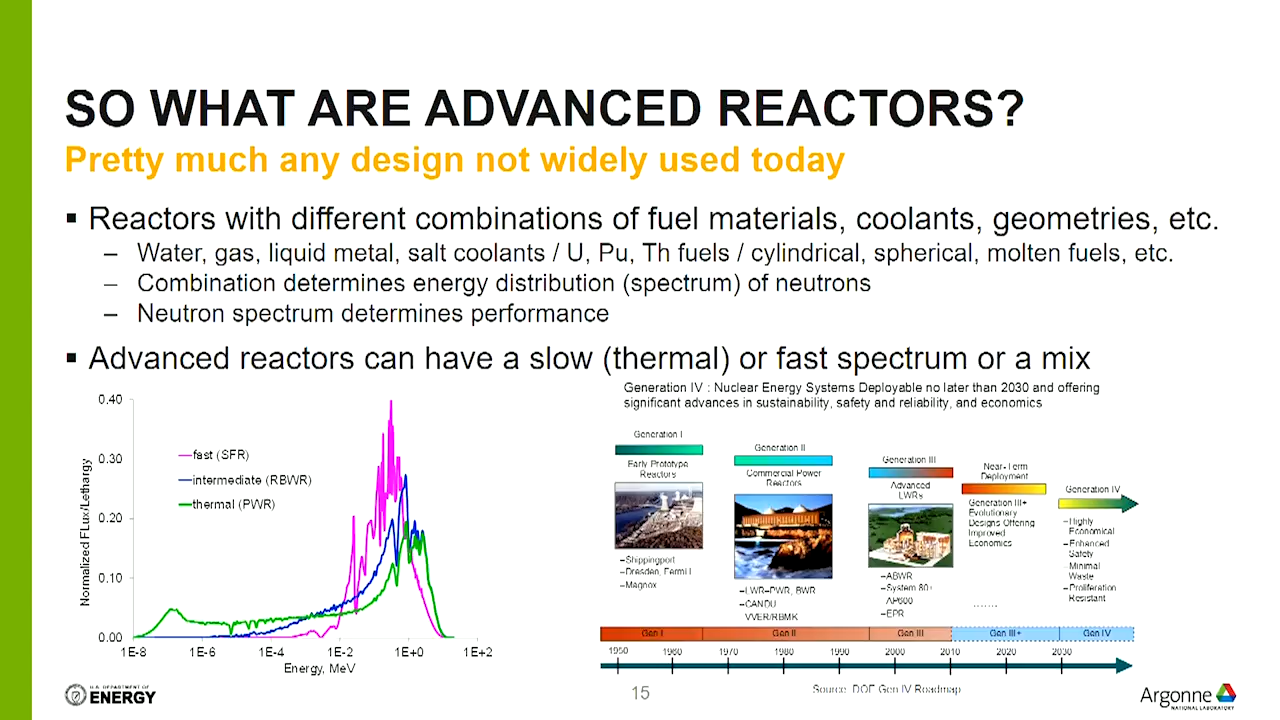 SO WHAT ARE ADVANCED REACTORS?
Pretty much any design not widely used today
▪ Reactors with different combinations of fuel materials, coolants, geometries, etc.
– Water, gas, liquid metal, salt coolants / U, Pu, Th fuels / cylindrical, spherical, molten fuels, etc.
– Combination determines energy distribution (spectrum) of neutrons
– Neutron spectrum determines performance
▪ Advanced reactors can have a slow (thermal) or fast spectrum or a mix
0.40
0.30
0.20
0.10
0.00
Normalized FLux/Lethargy
fast (SFR)
intermediate (RBWR)
thermal (PWR)
1E-8 1E-6 1E-4 1E-2 1E+0 1E+2
Energy, MeV
Generation IV : Nuclear Energy Systems Deployable no later than 2030 and offering
significant advances in sustainability, safety and reliability, and economics
Generation I
Early Prototype
Reactors
–Shippingport
–Dresden, Fermi I
–Magnox
Generation II
Commercial Power
Reactors
–LWR–PWR, BWR
–CANDU
VVER/RBMK
Generation III
Advanced
LWRs
–ABWR
–System 80+
AP600
–EPR
Near-Term
Deployment
Generation III+
Evolutionary
Designs Offering
Improved
Economics
.......
Generation IV
–Highly
Economical
–Enhanced
Safety
-Minimal
Waste
–Proliferation
Resistant
Gen I Gen II Gen III Gen III+ Gen IV
1950 1960 1970 1980 1990 2000 2010 2020 2030
Source: DOE Gen IV Roadmap
U.S. DEPARTMENT OF
ENERGY
15
Argonne
NATIONAL LABORATORY